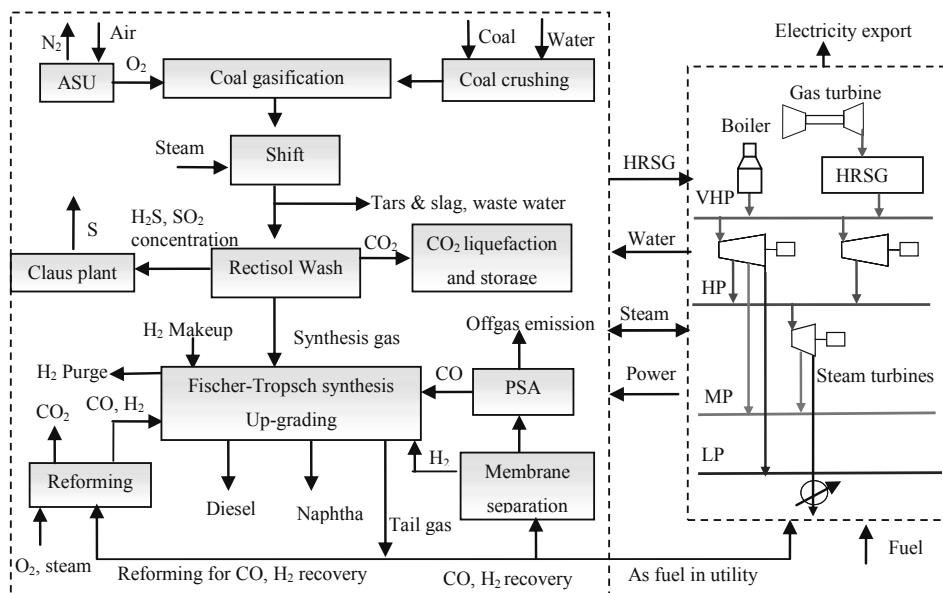 N2
Air
ASU
O2
Coal gasification
Coal
Water
Coal crushing
Steam
Shift
Tars & slag, waste water
S
H2S, SO2
concentration
Claus plant
Rectisol Wash
CO2
CO2 liquefaction
and storage
H2 Makeup
Synthesis gas
Offgas emission
H2 Purge
Fischer-Tropsch synthesis
Up-grading
CO
PSA
CO2
CO, H2
Reforming
H2
Membrane
separation
Diesel
Naphtha
Tail gas
O2, steam
Reforming for CO, H2 recovery
CO, H2 recovery
As fuel in utility
HRSG
Water
Steam
Power
Electricity export
Gas turbine
Boiler
HRSG
VHP
HP
Steam turbines
MP
LP
Fuel